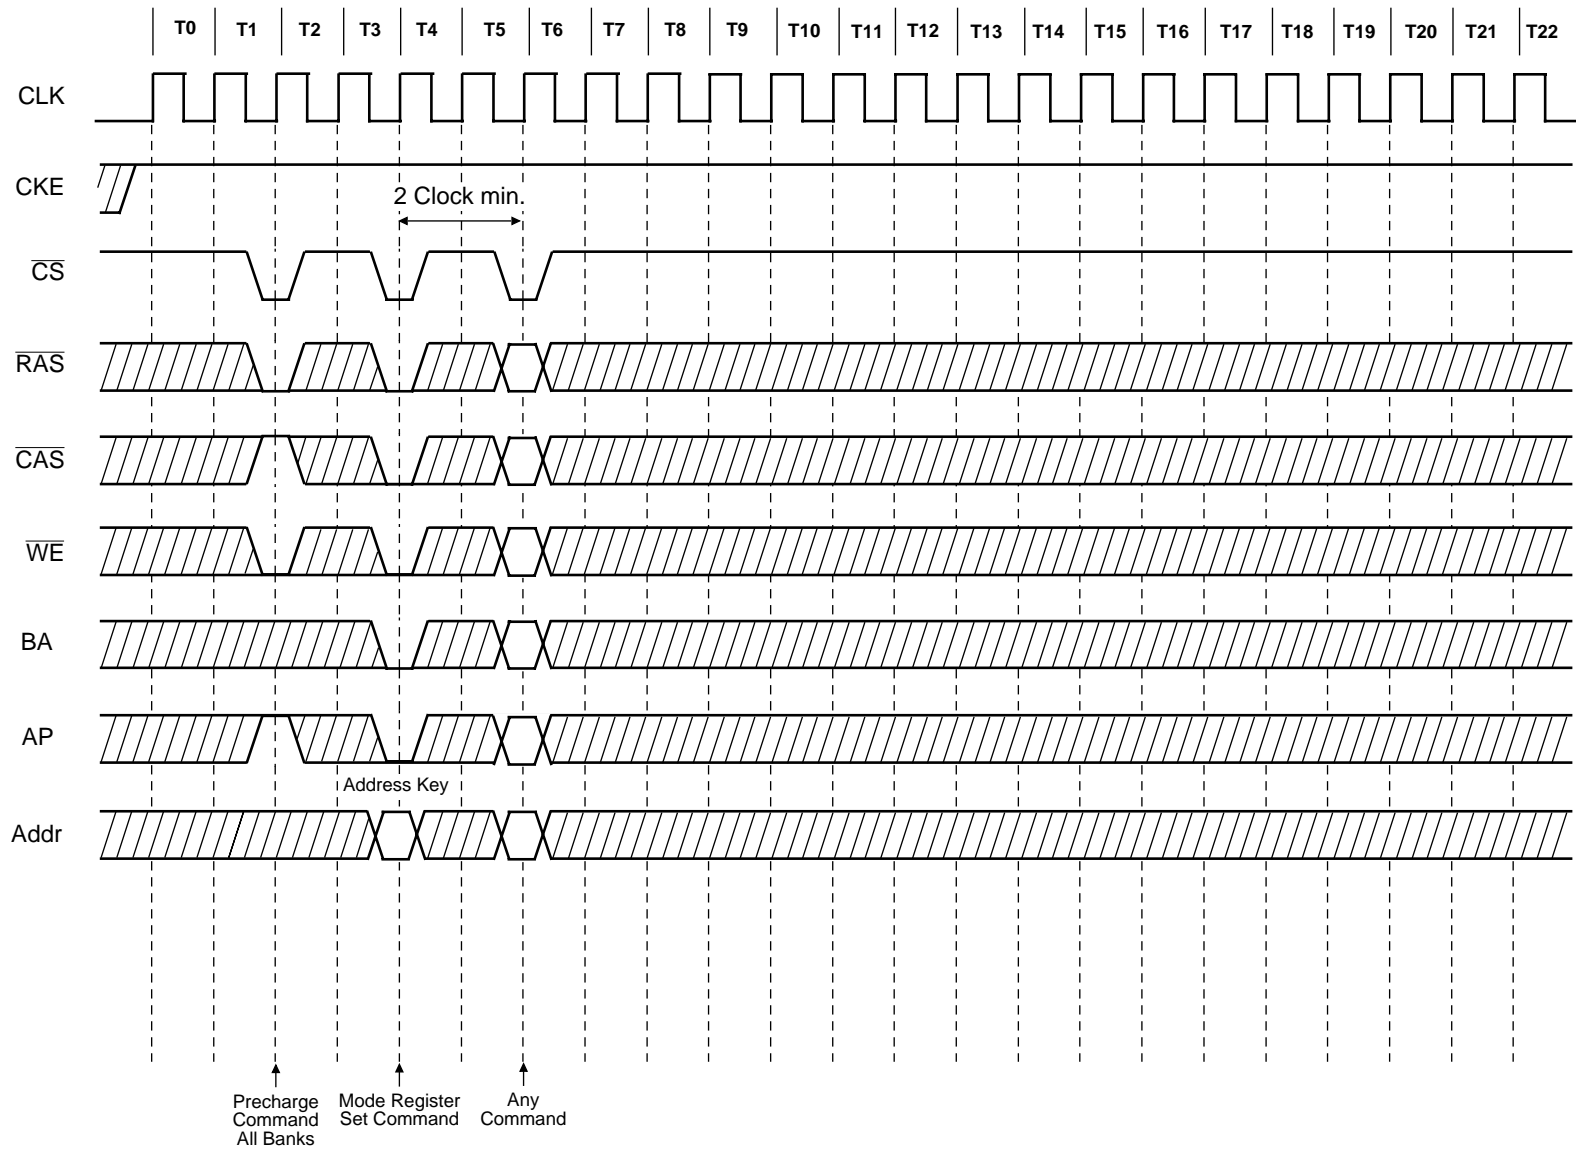 T0 T1 T2 T3 T4 T5 T6 T7 T8 T9 T10 T11 T12 T13 T14 T15 T16 T17 T18 T19 T20 T21 T22
CLK
CKE
2 Clock min.
CS
RAS
CAS
WE
BA
AP
Address Key
Addr
Precharge
Command
All Banks
Mode Register
Set Command
Any
Command